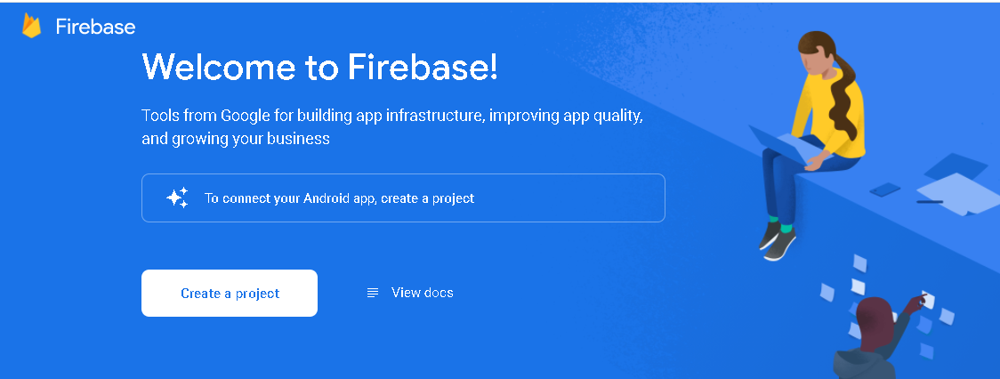 Firebase
Welcome to Firebase!
Tools from Google for building app infrastructure, improving app quality,
and growing your business
To connect your Android app, create a project
Create a project
View docs